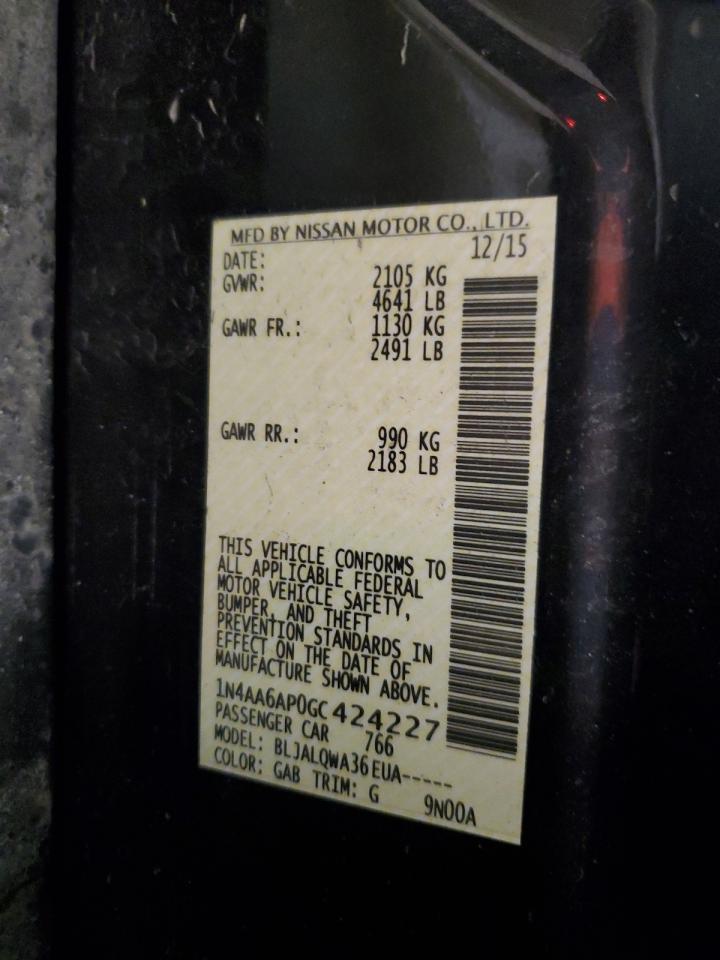 MFD BY NISSAN MOTOR CO., LTD.
DATE: 12/15
GVWR: 2105 KG
4641 LB
GAWR FR.: 1130 KG
2491 LB
GAWR RR.: 990 KG
2183 LB
THIS VEHICLE CONFORMS TO
ALL APPLICABLE FEDERAL
MOTOR VEHICLE SAFETY,
BUMPER, AND THEFT
PREVENTION STANDARDS IN
EFFECT ON THE DATE OF
MANUFACTURE SHOWN ABOVE.
1N4AA6AP0GC424227
PASSENGER CAR 766
MODEL: BLJALQWA36EUA-----
COLOR: GAB TRIM: G 9N00A